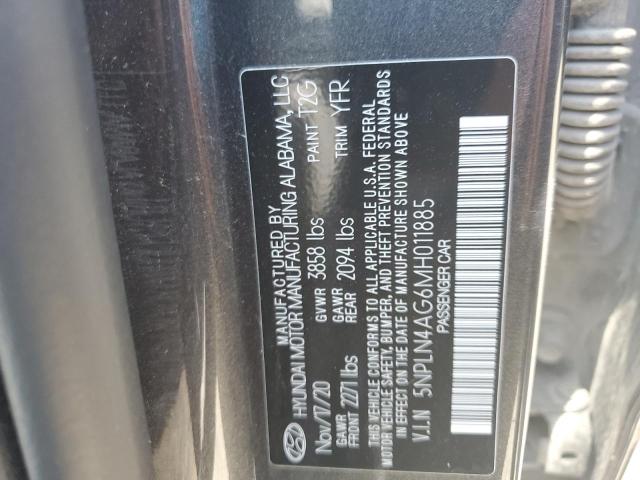 MANUFACTURED BY
HYUNDAI MOTOR MANUFACTURING ALABAMA, LLC
Nov/17/20 GVWR 3858 lbs PAINT T2G
GAWR FRONT 2271 lbs GAWR REAR 2094 lbs TRIM YFR
THIS VEHICLE CONFORMS TO ALL APPLICABLE U.S.A. FEDERAL
MOTOR VEHICLE SAFETY, BUMPER, AND THEFT PREVENTION STANDARDS
IN EFFECT ON THE DATE OF MANUFACTURE SHOWN ABOVE
V.I.N 5NPLN4AG6MH011885
PASSENGER CAR